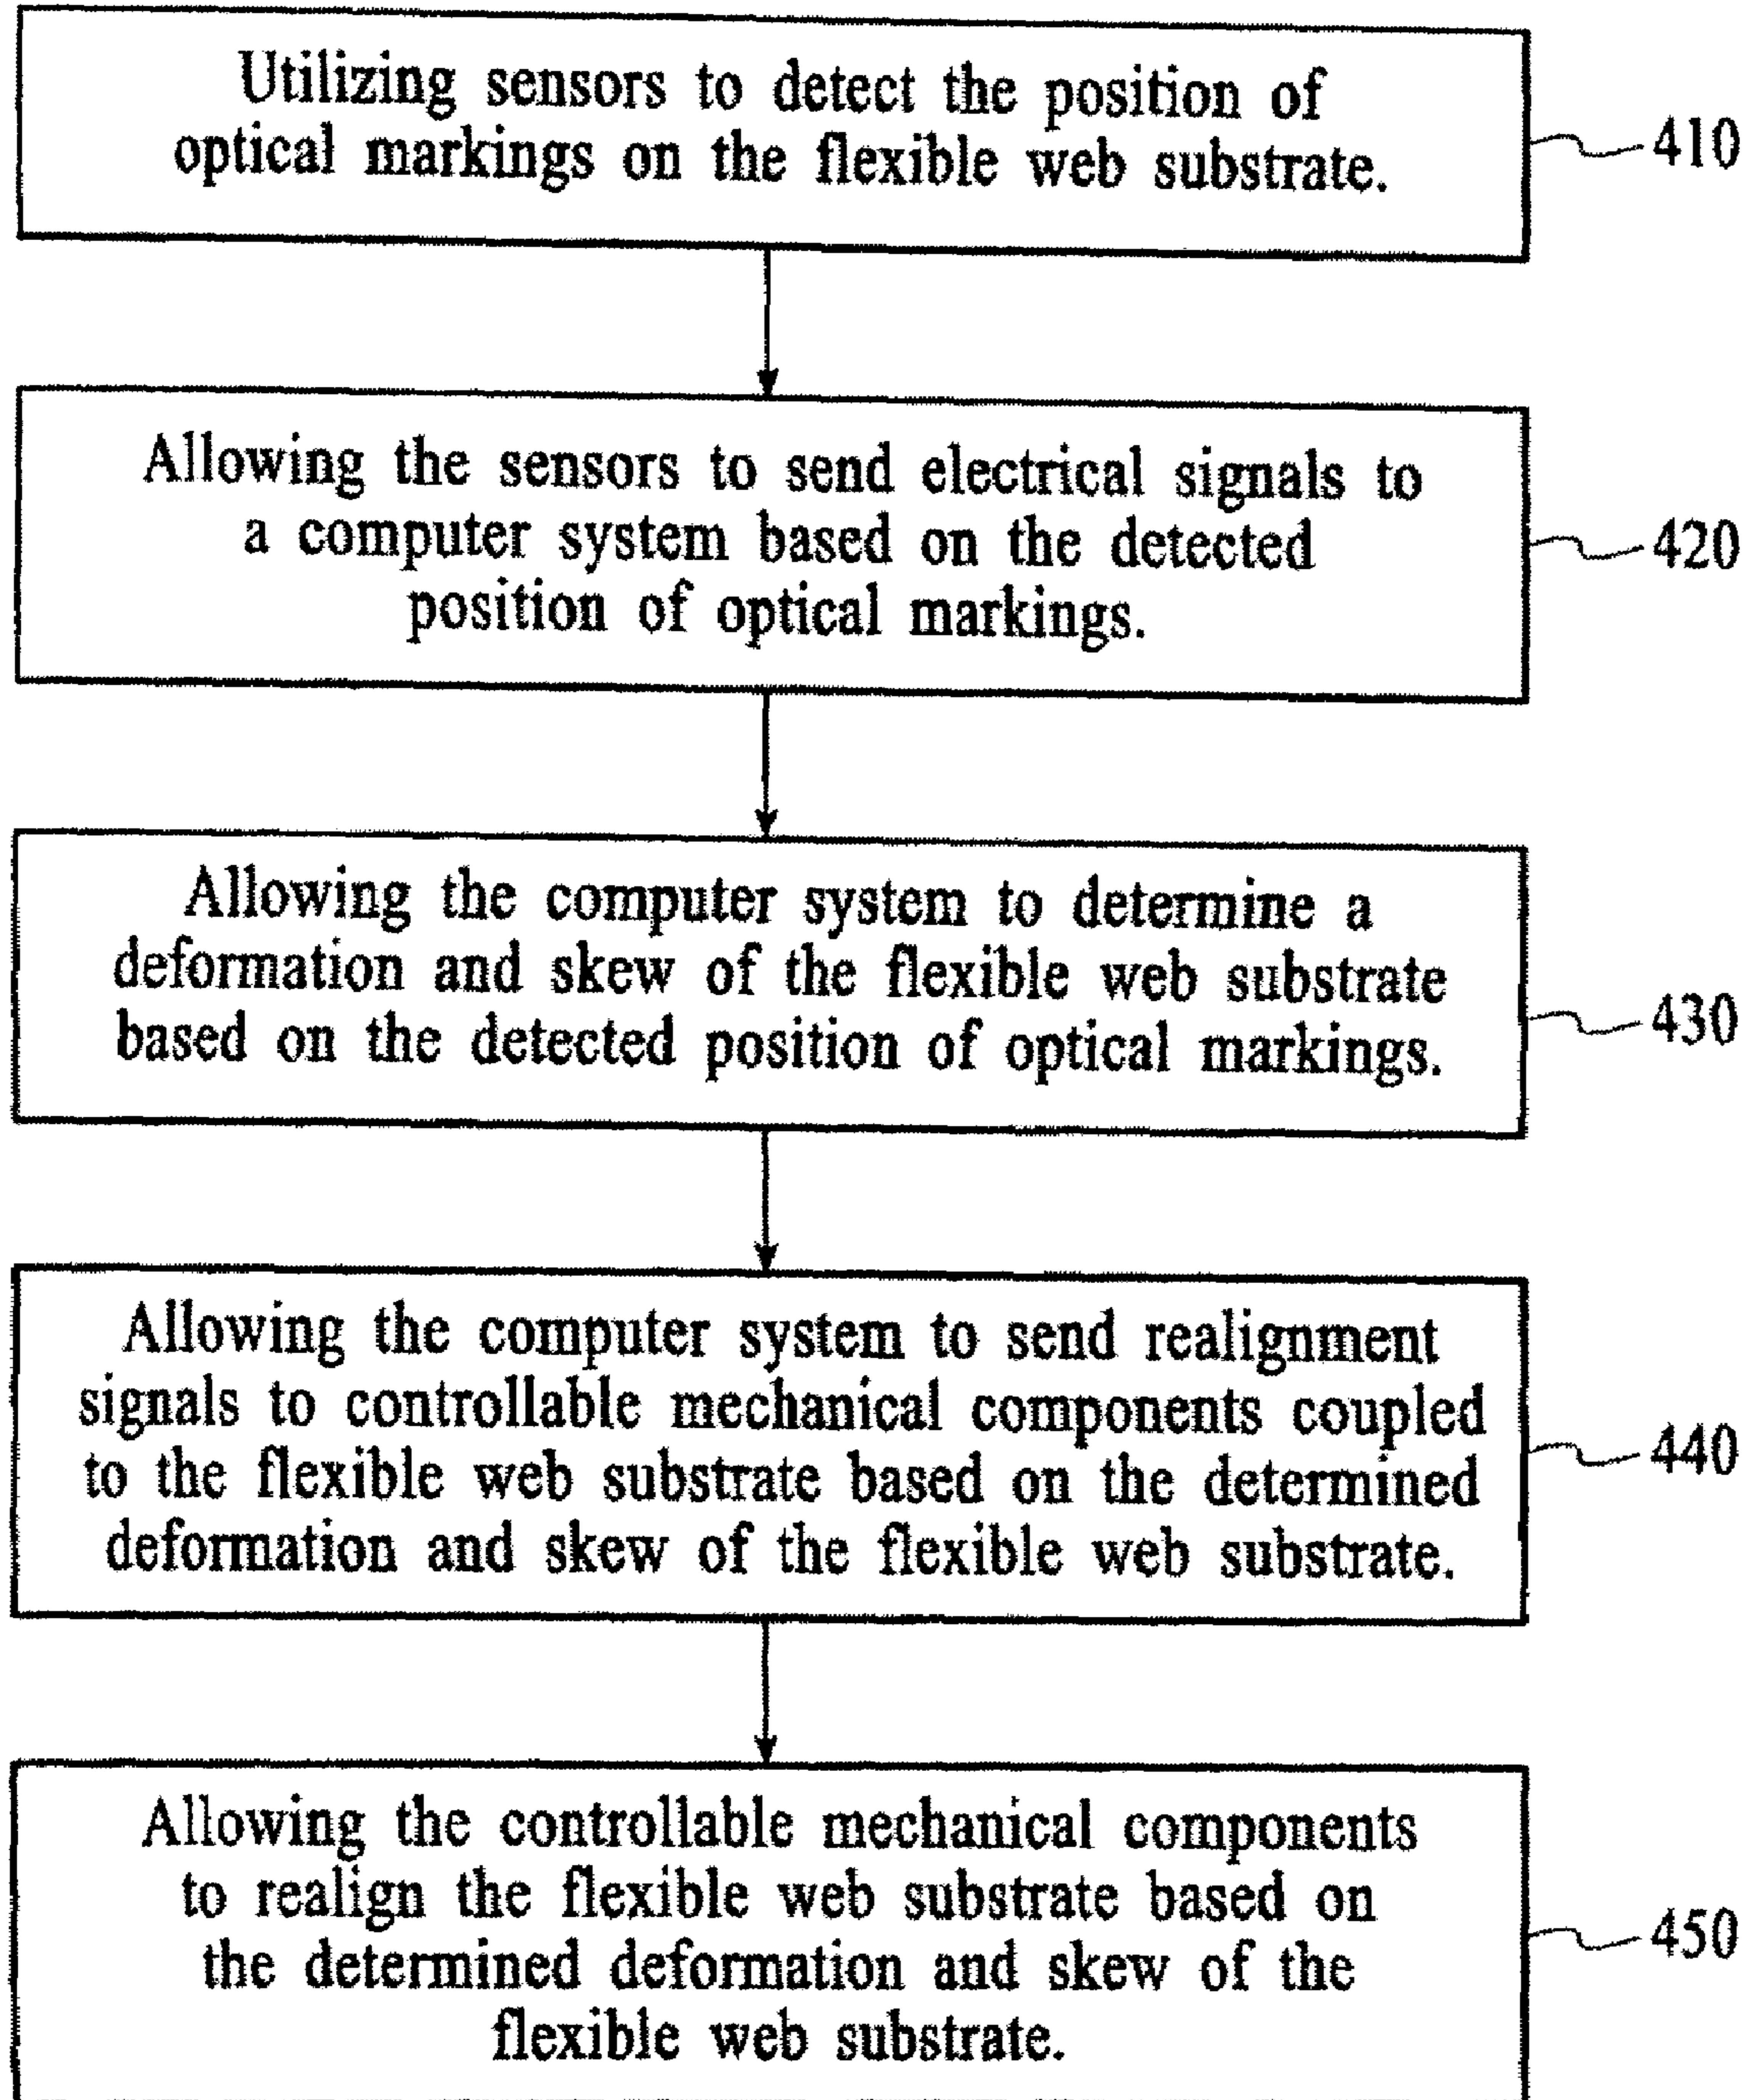 Utilizing sensors to detect the position of
optical markings on the flexible web substrate.
410
Allowing the sensors to send electrical signals to
a computer system based on the detected
position of optical markings.
420
Allowing the computer system to determine a
deformation and skew of the flexible web substrate
based on the detected position of optical markings.
430
Allowing the computer system to send realignment
signals to controllable mechanical components coupled
to the flexible web substrate based on the determined
deformation and skew of the flexible web substrate.
440
Allowing the controllable mechanical components
to realign the flexible web substrate based on
the determined deformation and skew of the
flexible web substrate.
450